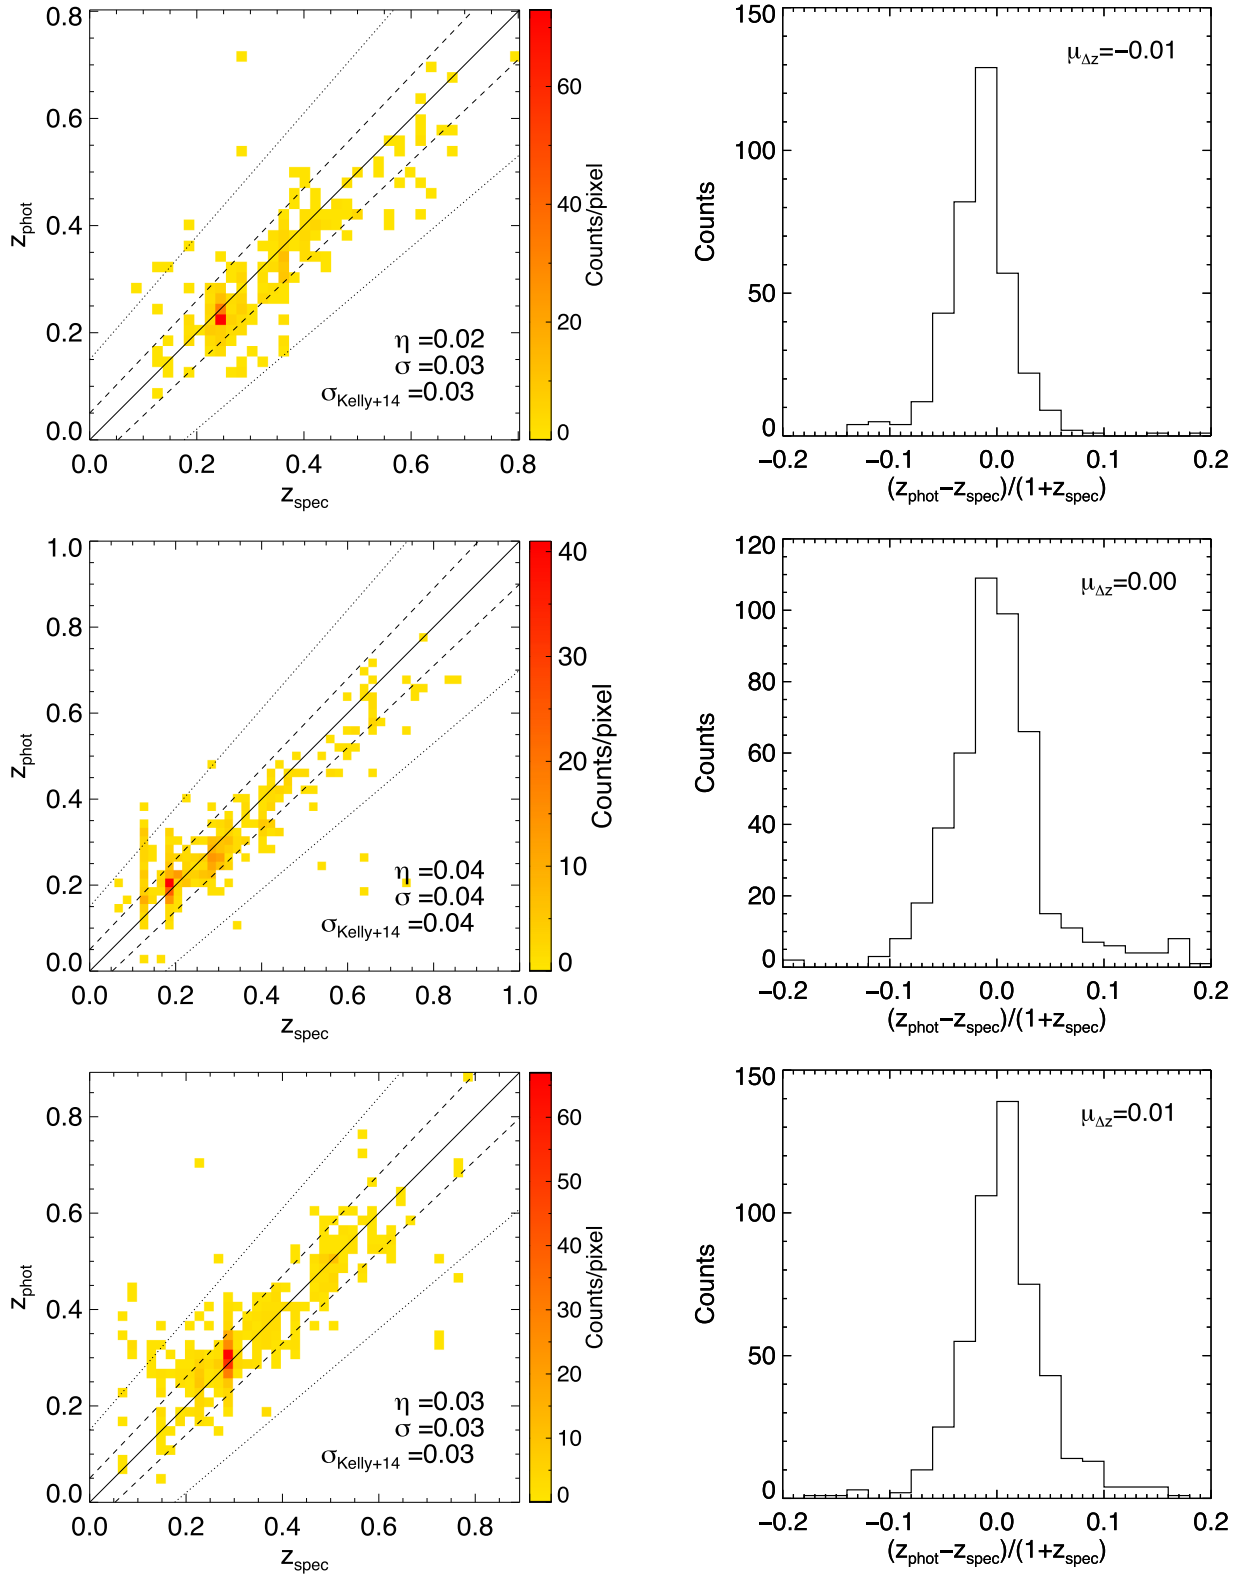 0.8
0.6
0.4
0.2
0.0
z_phot
0.0 0.2 0.4 0.6 0.8
z_spec
η =0.02
σ =0.03
σ_Kelly+14 =0.03
60
40
20
0
Counts/pixel
150
100
50
0
Counts
μ_Δz=−0.01
−0.2 −0.1 0.0 0.1 0.2
(z_phot−z_spec)/(1+z_spec)
1.0
0.8
0.6
0.4
0.2
0.0
z_phot
0.0 0.2 0.4 0.6 0.8 1.0
z_spec
η =0.04
σ =0.04
σ_Kelly+14 =0.04
40
30
20
10
0
Counts/pixel
120
100
80
60
40
20
0
Counts
μ_Δz=0.00
−0.2 −0.1 0.0 0.1 0.2
(z_phot−z_spec)/(1+z_spec)
0.8
0.6
0.4
0.2
0.0
z_phot
0.0 0.2 0.4 0.6 0.8
z_spec
η =0.03
σ =0.03
σ_Kelly+14 =0.03
60
50
40
30
20
10
0
Counts/pixel
150
100
50
0
Counts
μ_Δz=0.01
−0.2 −0.1 0.0 0.1 0.2
(z_phot−z_spec)/(1+z_spec)